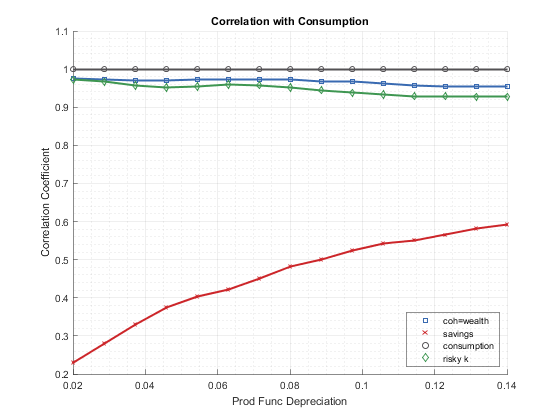 Correlation with Consumption
1.1
1
0.9
0.8
0.7
0.6
0.5
0.4
0.3
0.2
Correlation Coefficient
coh=wealth
savings
consumption
risky k
0.02
0.04
0.06
0.08
0.1
0.12
0.14
Prod Func Depreciation